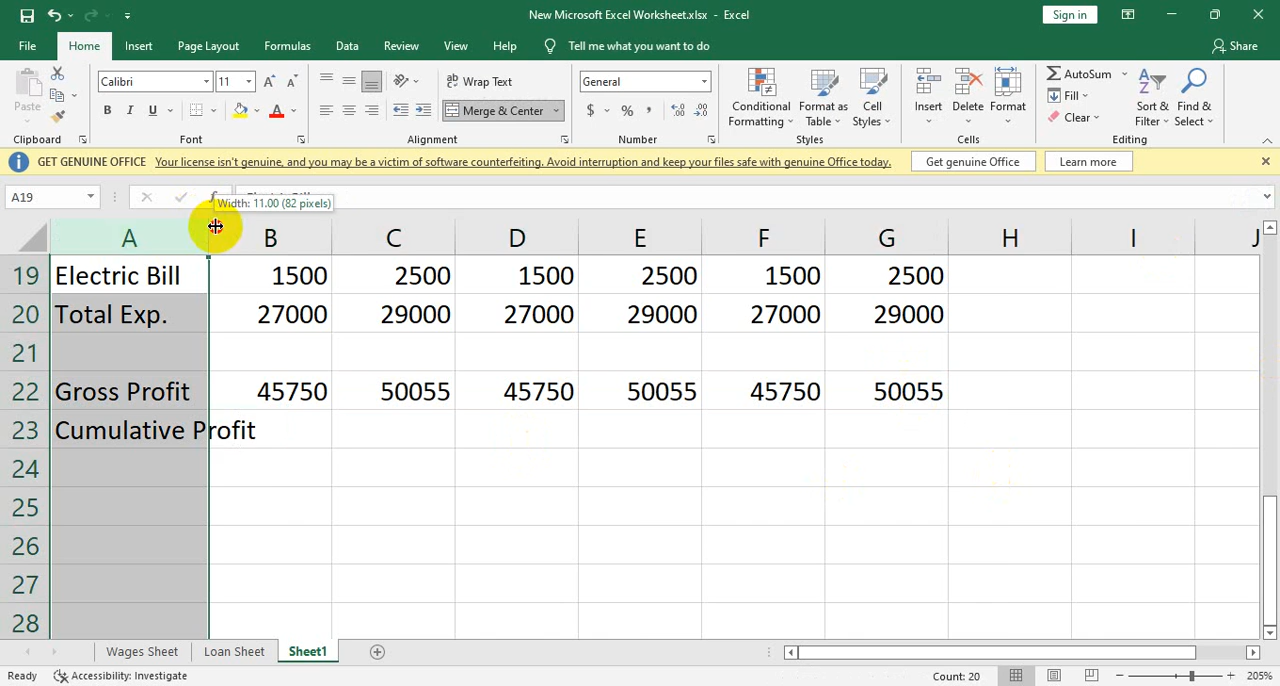 New Microsoft Excel Worksheet.xlsx - Excel
Sign in
File Home Insert Page Layout Formulas Data Review View Help Tell me what you want to do Share
Paste Calibri 11 Wrap Text General Conditional Formatting Format as Table Cell Styles Insert Delete Format AutoSum Sort & Filter Find & Select
B I U Merge & Center $ % Fill
Clear
Clipboard Font Alignment Number Styles Cells Editing
GET GENUINE OFFICE Your license isn't genuine, and you may be a victim of software counterfeiting. Avoid interruption and keep your files safe with genuine Office today. Get genuine Office Learn more
A19
Width: 11.00 (82 pixels)
A B C D E F G H I J
19 Electric Bill 1500 2500 1500 2500 1500 2500
20 Total Exp. 27000 29000 27000 29000 27000 29000
21
22 Gross Profit 45750 50055 45750 50055 45750 50055
23 Cumulative Profit
24
25
26
27
28
Wages Sheet Loan Sheet Sheet1
Ready Accessibility: Investigate Count: 20 205%